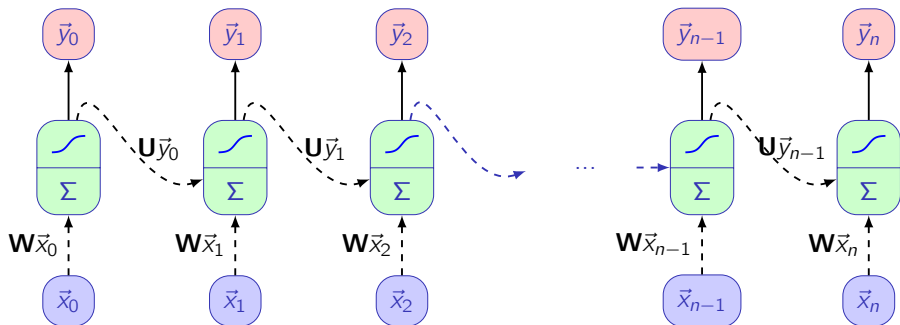 y⃗₀ y⃗₁ y⃗₂ y⃗ₙ₋₁ y⃗ₙ
Uy⃗₀ Uy⃗₁ Uy⃗ₙ₋₁
Σ Σ Σ ... Σ Σ
Wx⃗₀ Wx⃗₁ Wx⃗₂ Wx⃗ₙ₋₁ Wx⃗ₙ
x⃗₀ x⃗₁ x⃗₂ x⃗ₙ₋₁ x⃗ₙ